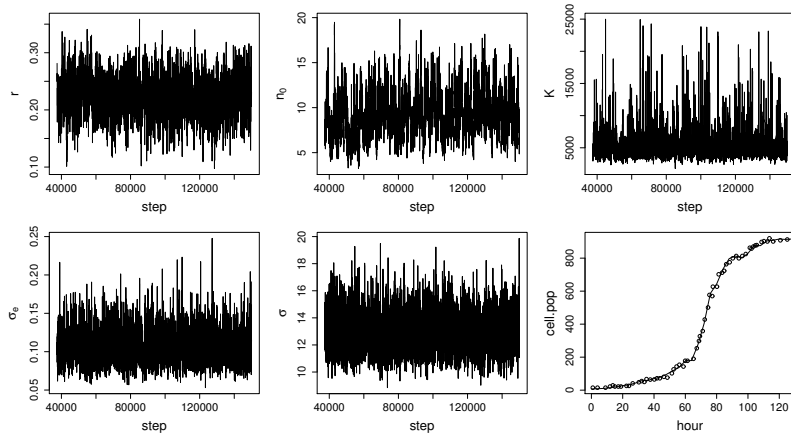 r
0.10 0.20 0.30
40000 80000 120000
step
n0
5 10 15 20
40000 80000 120000
step
K
5000 15000 25000
40000 80000 120000
step
σe
0.05 0.10 0.15 0.20 0.25
40000 80000 120000
step
σ
10 12 14 16 18 20
40000 80000 120000
step
cell.pop
0 200 400 600 800
0 20 40 60 80 100 120
hour